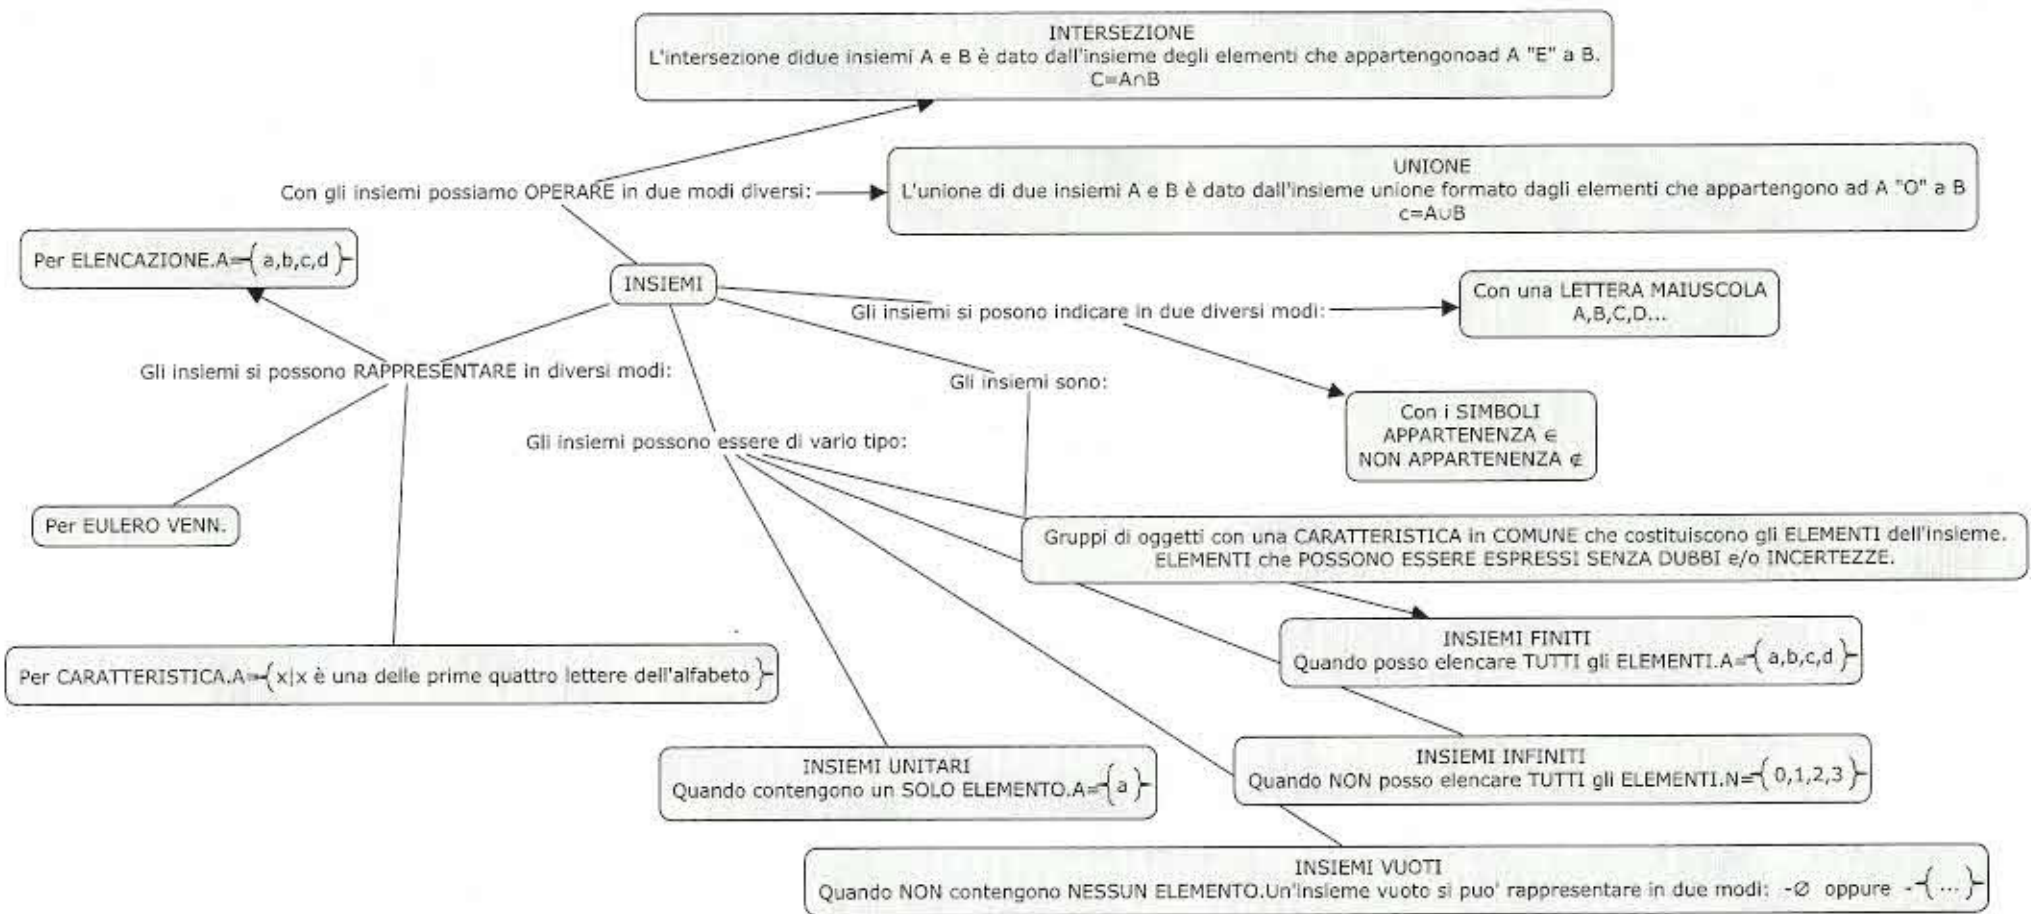 INTERSEZIONE
L'intersezione didue insiemi A e B è dato dall'insieme degli elementi che appartengonoad A "E" a B.
C=A∩B
UNIONE
L'unione di due insiemi A e B è dato dall'insieme unione formato dagli elementi che appartengono ad A "O" a B
c=A∪B
Con gli insiemi possiamo OPERARE in due modi diversi:
Per ELENCAZIONE.A={ a,b,c,d }
INSIEMI
Gli insiemi si posono indicare in due diversi modi:
Con una LETTERA MAIUSCOLA
A,B,C,D...
Gli insiemi si possono RAPPRESENTARE in diversi modi:
Gli insiemi sono:
Con i SIMBOLI
APPARTENENZA ∈
NON APPARTENENZA ∉
Gli insiemi possono essere di vario tipo:
Per EULERO VENN.
Gruppi di oggetti con una CARATTERISTICA in COMUNE che costituiscono gli ELEMENTI dell'insieme.
ELEMENTI che POSSONO ESSERE ESPRESSI SENZA DUBBI e/o INCERTEZZE.
INSIEMI FINITI
Quando posso elencare TUTTI gli ELEMENTI.A={ a,b,c,d }
Per CARATTERISTICA.A={x|x è una delle prime quattro lettere dell'alfabeto }
INSIEMI UNITARI
Quando contengono un SOLO ELEMENTO.A={ a }
INSIEMI INFINITI
Quando NON posso elencare TUTTI gli ELEMENTI.N={ 0,1,2,3 }
INSIEMI VUOTI
Quando NON contengono NESSUN ELEMENTO.Un'insieme vuoto si puo' rappresentare in due modi: -∅ oppure -{ ... }